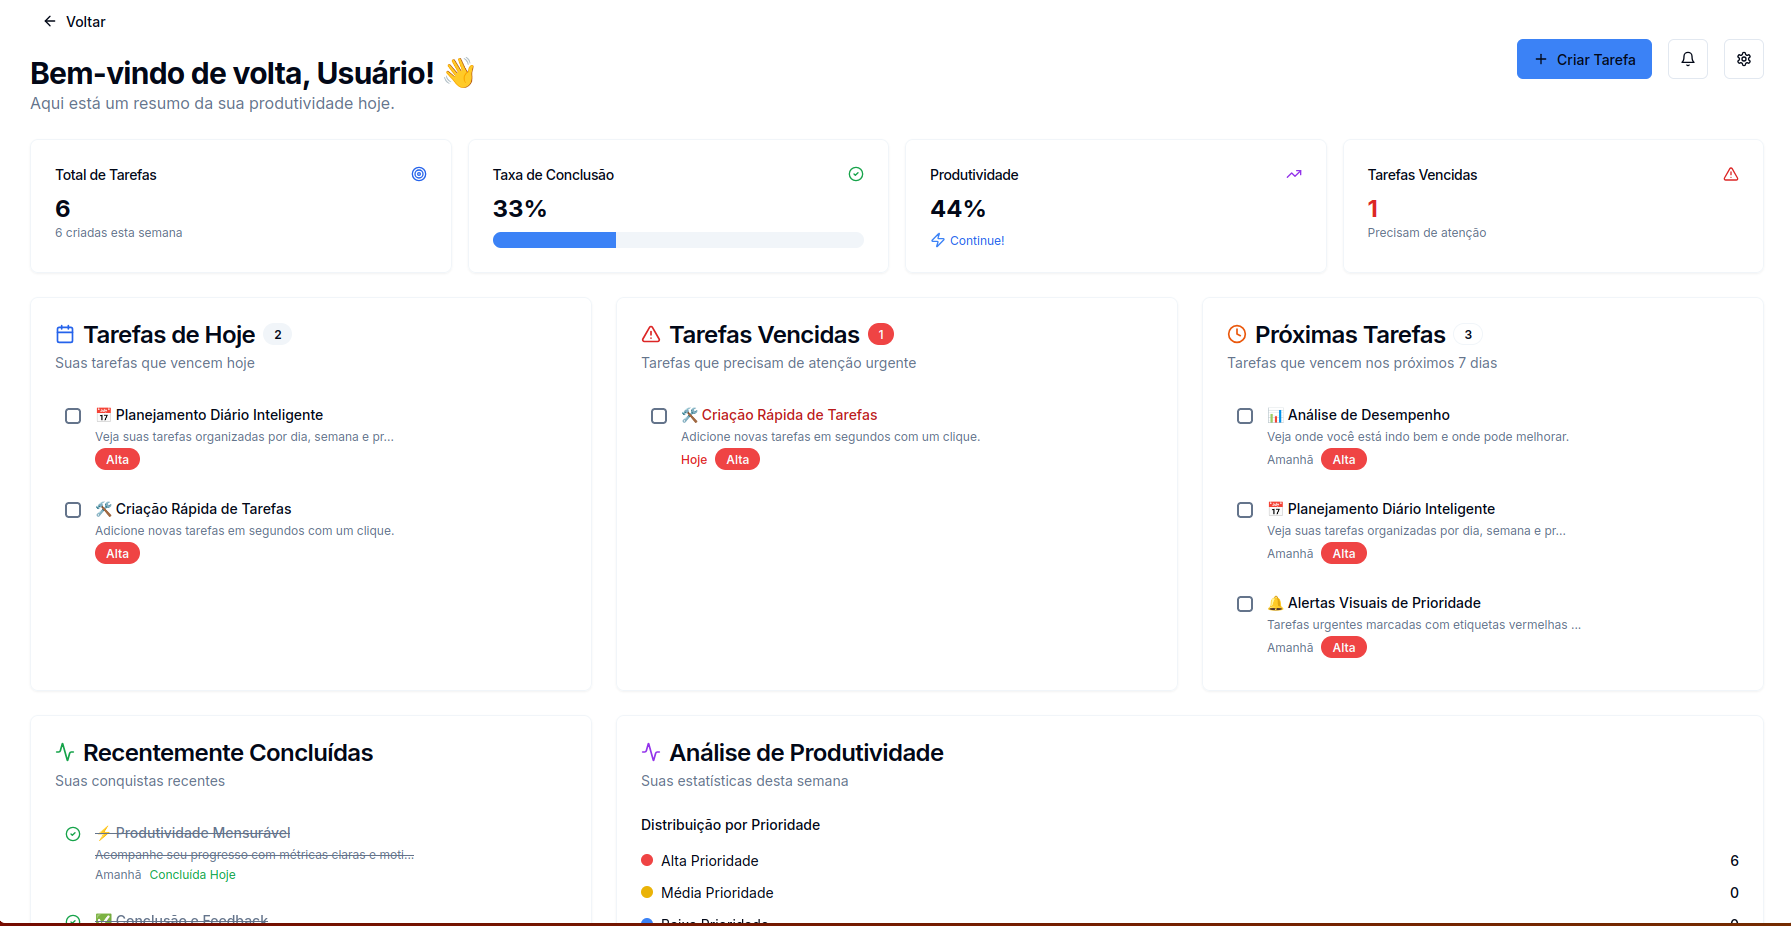 Voltar
Bem-vindo de volta, Usuário! 👋
Aqui está um resumo da sua produtividade hoje.
Criar Tarefa
Total de Tarefas
6
6 criadas esta semana
Taxa de Conclusão
33%
Produtividade
44%
Continue!
Tarefas Vencidas
1
Precisam de atenção
Tarefas de Hoje 2
Suas tarefas que vencem hoje
📅 Planejamento Diário Inteligente
Veja suas tarefas organizadas por dia, semana e pr...
Alta
🛠️ Criação Rápida de Tarefas
Adicione novas tarefas em segundos com um clique.
Alta
Tarefas Vencidas 1
Tarefas que precisam de atenção urgente
🛠️ Criação Rápida de Tarefas
Adicione novas tarefas em segundos com um clique.
Hoje Alta
Próximas Tarefas 3
Tarefas que vencem nos próximos 7 dias
📊 Análise de Desempenho
Veja onde você está indo bem e onde pode melhorar.
Amanhã Alta
📅 Planejamento Diário Inteligente
Veja suas tarefas organizadas por dia, semana e pr...
Amanhã Alta
🔔 Alertas Visuais de Prioridade
Tarefas urgentes marcadas com etiquetas vermelhas ...
Amanhã Alta
Recentemente Concluídas
Suas conquistas recentes
⚡ Produtividade Mensurável
Acompanhe seu progresso com métricas claras e moti...
Amanhã Concluída Hoje
✅ Conclusão e Feedback
Análise de Produtividade
Suas estatísticas desta semana
Distribuição por Prioridade
Alta Prioridade 6
Média Prioridade 0
Baixa Prioridade 0